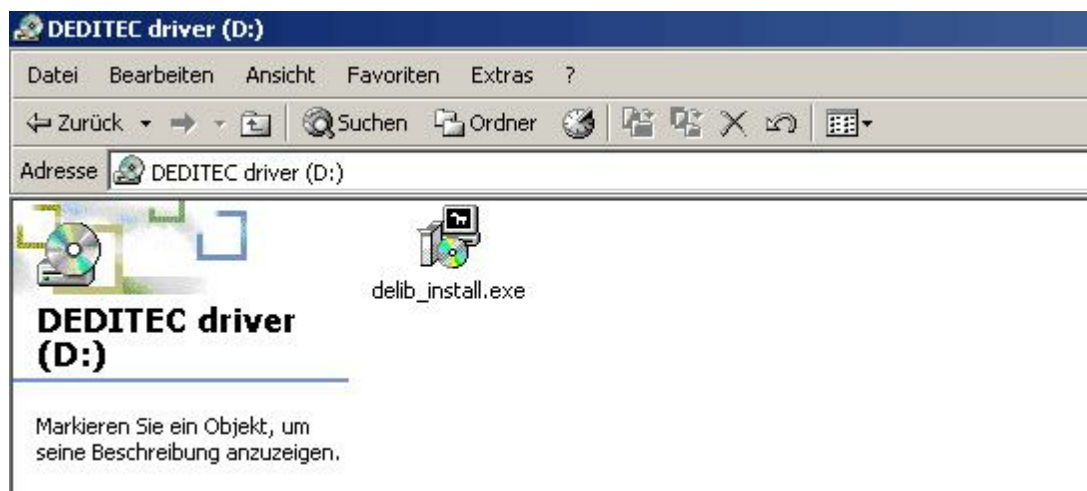 DEDITEC driver (D:)
Datei Bearbeiten Ansicht Favoriten Extras ?
Zurück Suchen Ordner
Adresse DEDITEC driver (D:)
delib_install.exe
DEDITEC driver
(D:)
Markieren Sie ein Objekt, um
seine Beschreibung anzuzeigen.